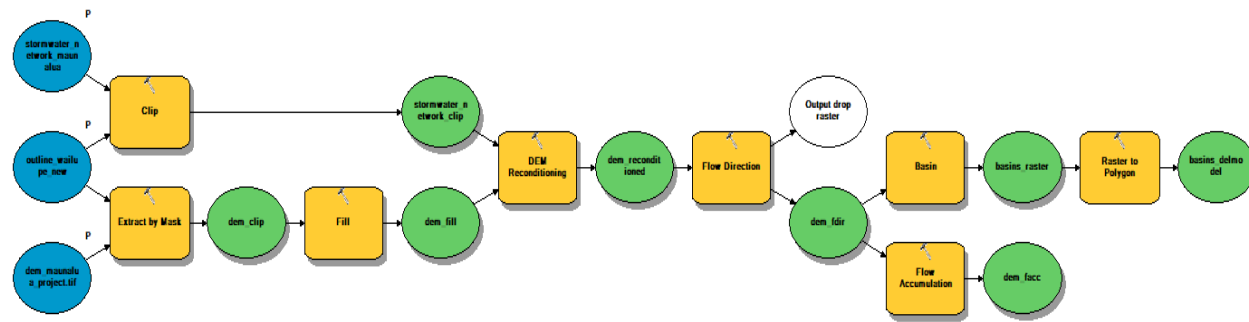 P
stormwater_n
etwork_maun
alua
Clip
P
outline_wailu
pe_new
Extract by Mask
P
dem_maunalu
a_project.tif
dem_clip
Fill
stormwater_n
etwork_clip
dem_fill
DEM
Reconditioning
dem_recondit
ioned
Flow Direction
Output drop
raster
dem_fdir
Basin
basins_raster
Raster to
Polygon
basins_delmo
del
Flow
Accumulation
dem_facc